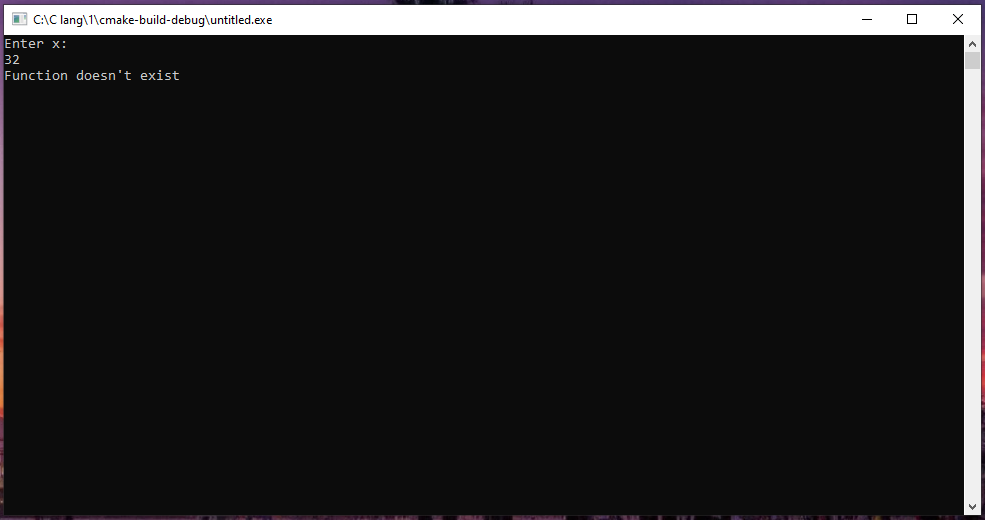 C:\C lang\1\cmake-build-debug\untitled.exe
Enter x:
32
Function doesn't exist